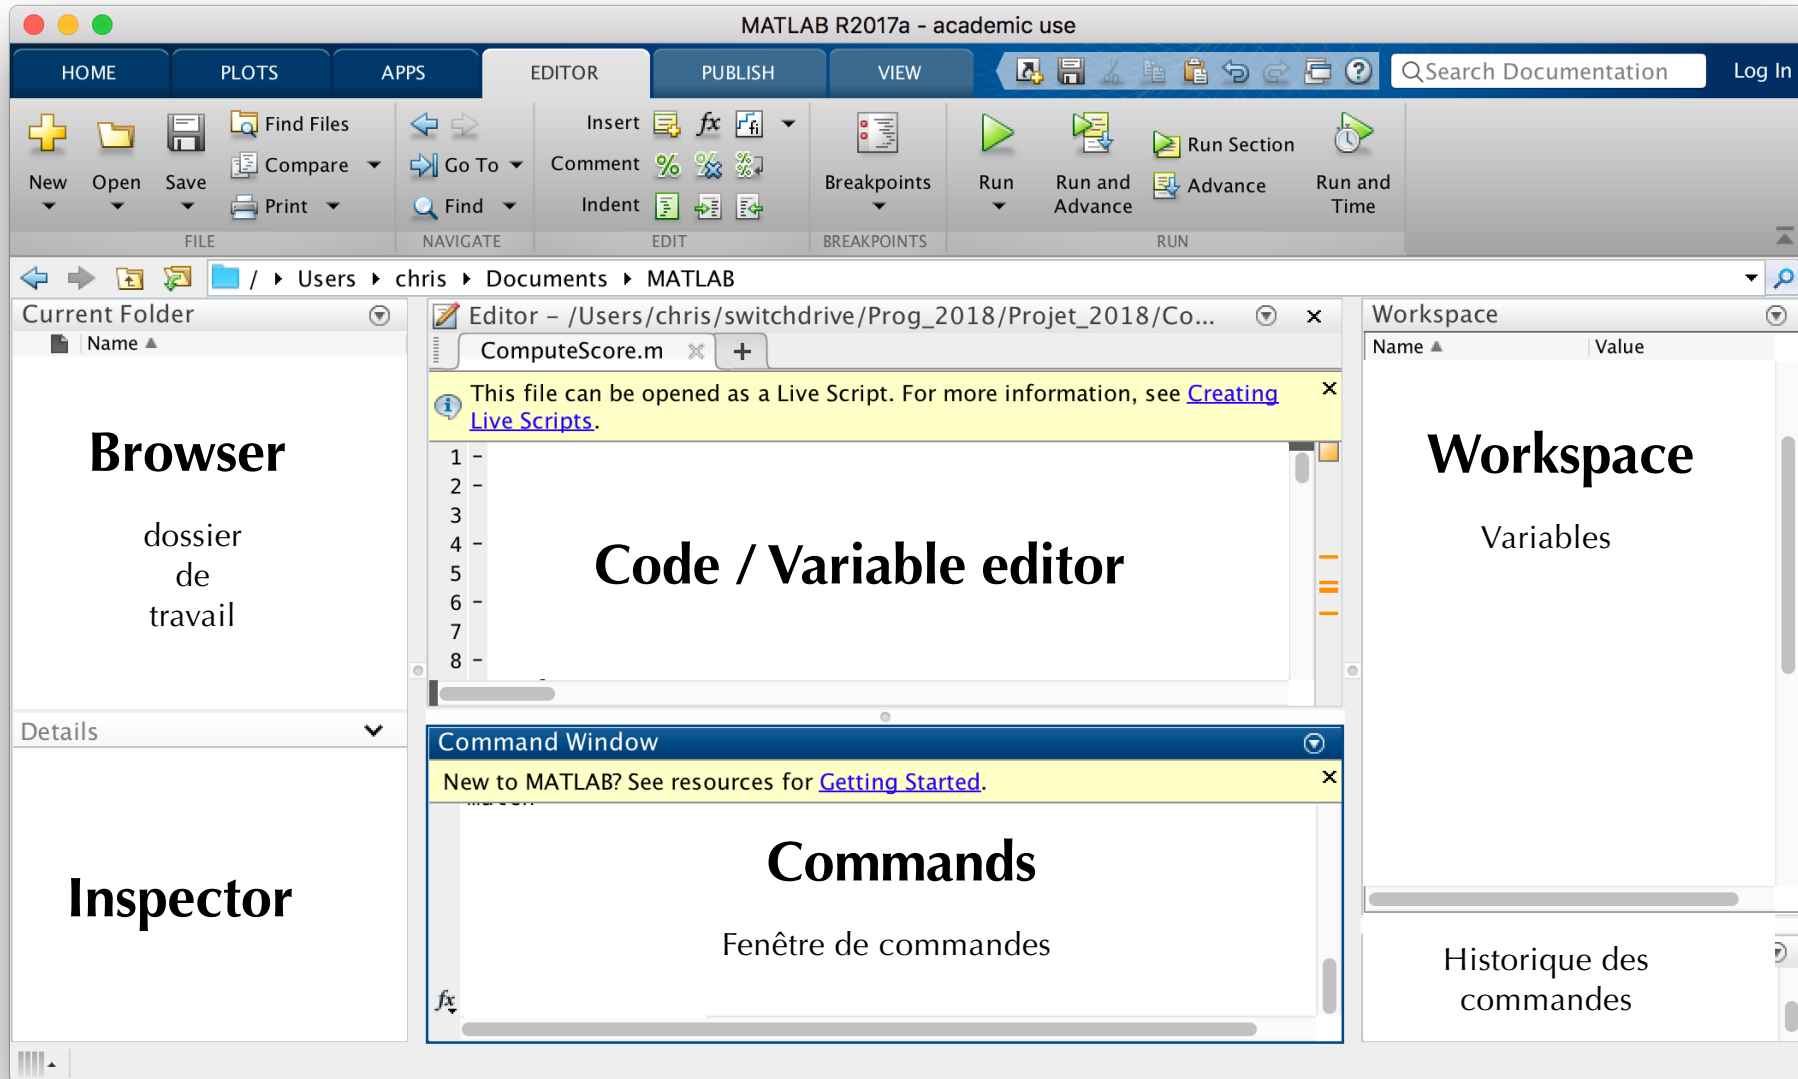 MATLAB R2017a - academic use
HOME
PLOTS
APPS
EDITOR
PUBLISH
VIEW
Search Documentation
Log In
New
Open
Save
Find Files
Compare
Print
FILE
Go To
Find
NAVIGATE
Insert
fx
fi
Comment
%
Indent
EDIT
Breakpoints
BREAKPOINTS
Run
Run and
Advance
Run Section
Advance
Run and
Time
RUN
/ Users chris Documents MATLAB
Current Folder
Name
Browser
dossier
de
travail
Details
Inspector
Editor – /Users/chris/switchdrive/Prog_2018/Projet_2018/Co...
ComputeScore.m
This file can be opened as a Live Script. For more information, see Creating
Live Scripts.
1 -
2 -
3
4 -
5
6 -
7
8 -
Code / Variable editor
Command Window
New to MATLAB? See resources for Getting Started.
Commands
Fenêtre de commandes
fx
Workspace
Name
Value
Workspace
Variables
Historique des
commandes